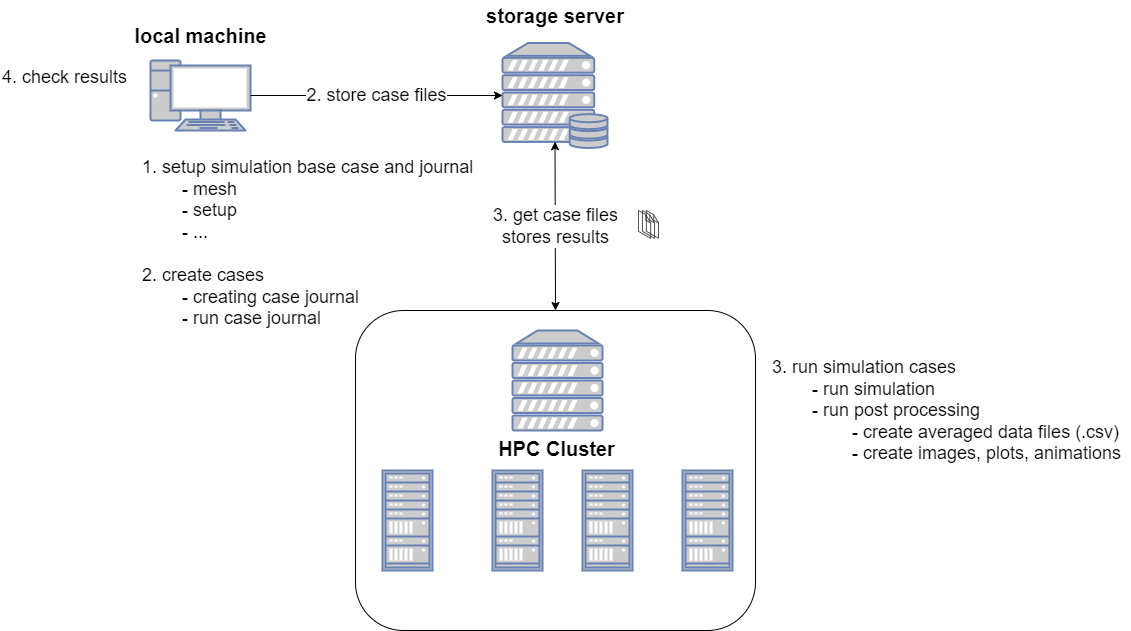 storage server
local machine
4. check results
2. store case files
1. setup simulation base case and journal
- mesh
- setup
- ...
3. get case files
stores results
2. create cases
- creating case journal
- run case journal
3. run simulation cases
- run simulation
- run post processing
- create averaged data files (.csv)
- create images, plots, animations
HPC Cluster